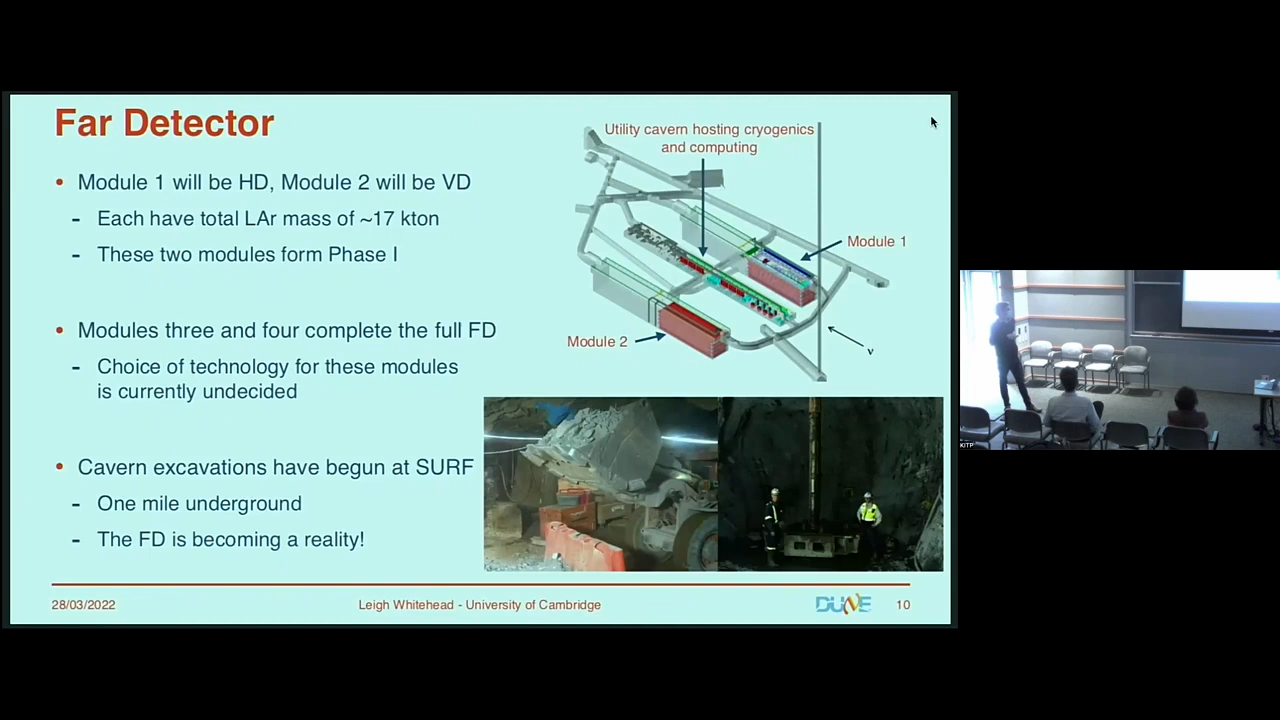 Far Detector
Utility cavern hosting cryogenics
and computing
• Module 1 will be HD, Module 2 will be VD
- Each have total LAr mass of ~17 kton
- These two modules form Phase I
Module 1
• Modules three and four complete the full FD
Module 2
ν
- Choice of technology for these modules
is currently undecided
• Cavern excavations have begun at SURF
- One mile underground
- The FD is becoming a reality!
28/03/2022
Leigh Whitehead - University of Cambridge
DUNE
10
KITP